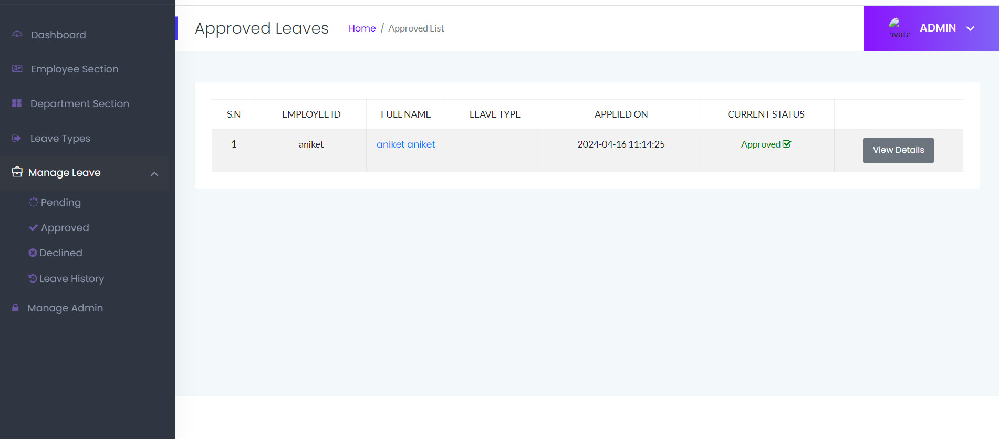 Dashboard
Employee Section
Department Section
Leave Types
Manage Leave
Pending
Approved
Declined
Leave History
Manage Admin
Approved Leaves
Home / Approved List
avata
ADMIN
S.N EMPLOYEE ID FULL NAME LEAVE TYPE APPLIED ON CURRENT STATUS
1 aniket aniket aniket 2024-04-16 11:14:25 Approved View Details